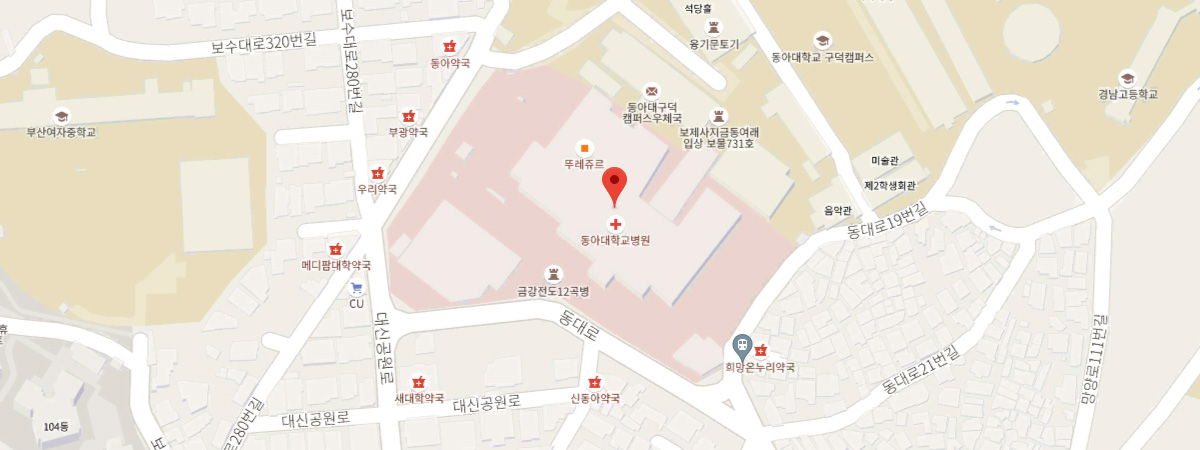 석당홀
보수대로320번길
보수대로280번길
동아약국
융기문토기
동아대학교 구덕캠퍼스
경남고등학교
동아대구덕
캠퍼스우체국
부산여자중학교
부광약국
보제사지금동여래
입상 보물731호
뚜레쥬르
미술관
우리약국
제2학생회관
음악관
동대로19번길
동아대학교병원
메디팜대학약국
금강전도12곡병
CU
대신공원로
동대로
희망온누리약국
동대로21번길
망양로111번길
새대학약국
신동아약국
대신공원로
대신공원로
104동
로280번길
보
휴